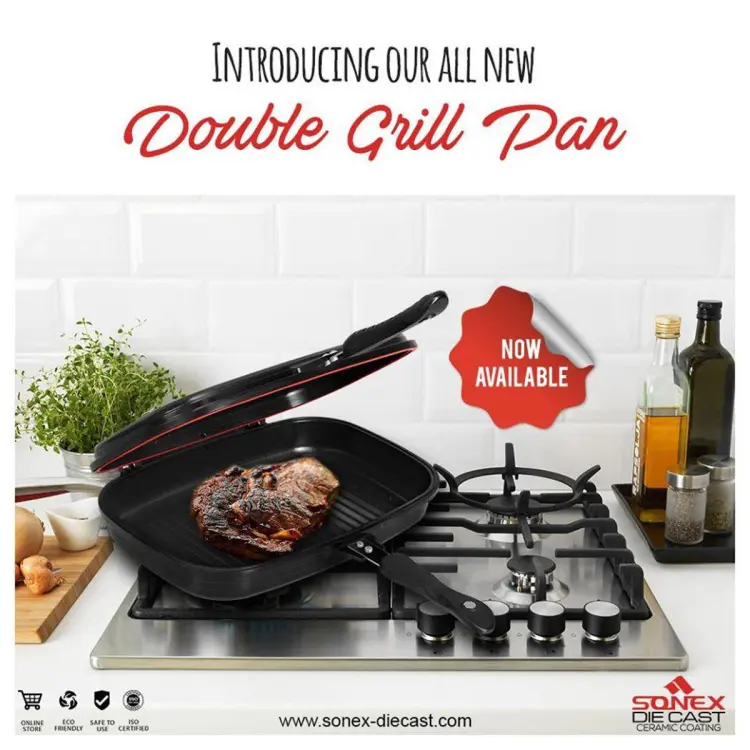 INTRODUCING OUR ALL NEW
Double Grill Pan
NOW
AVAILABLE
ONLINE
STORE
ECO
FRIENDLY
SAFE TO
USE
ISO
CERTIFIED
www.sonex-diecast.com
SONEX
DIE CAST
CERAMIC COATING